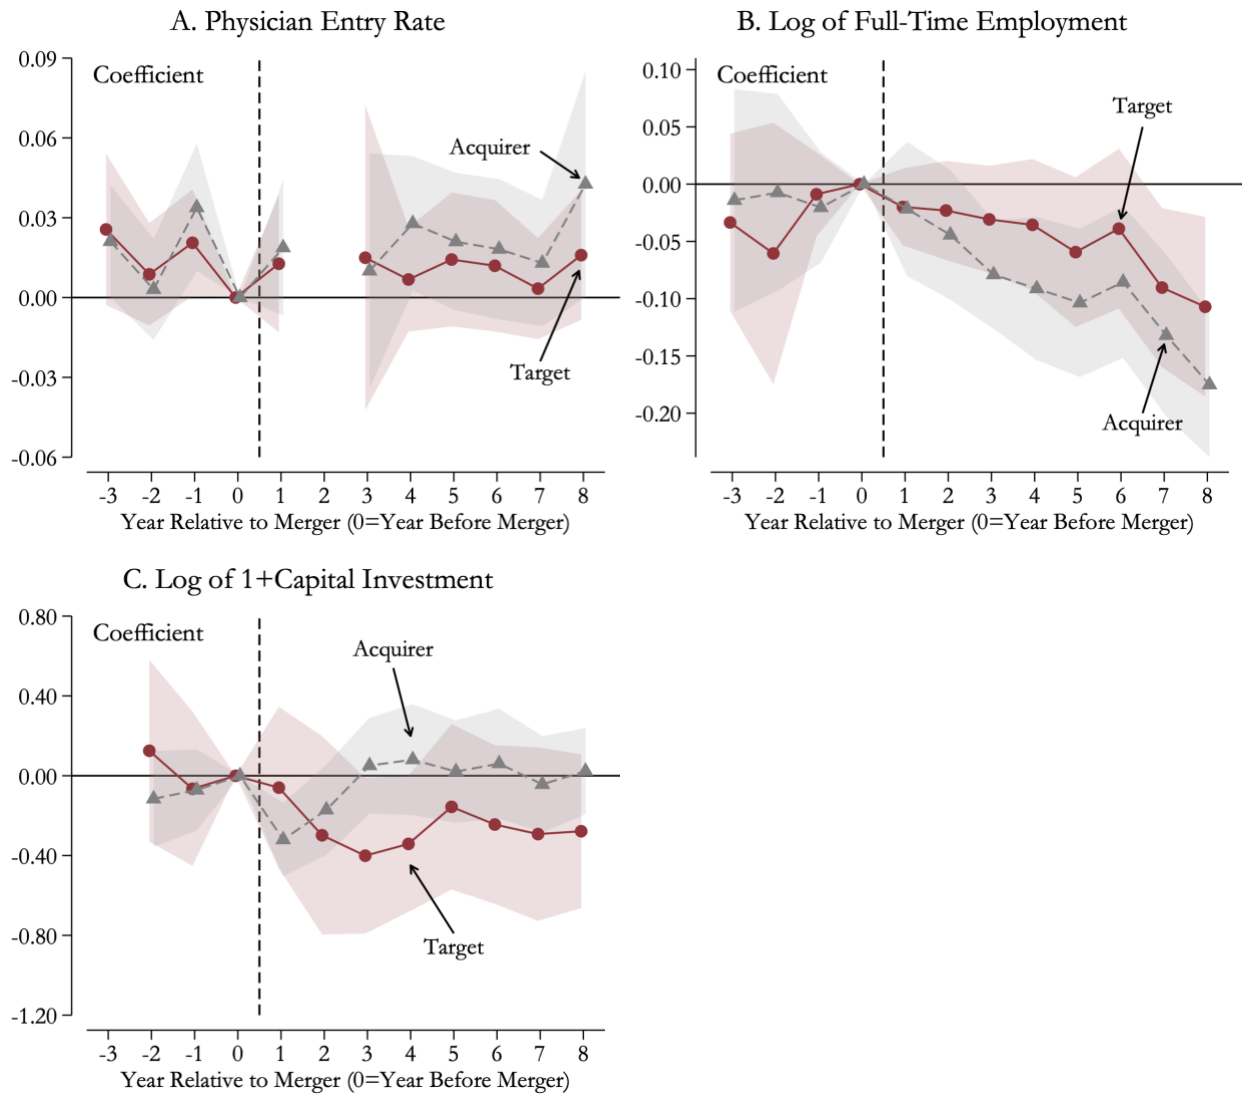 A. Physician Entry Rate
Coefficient
0.09
0.06
0.03
0.00
-0.03
-0.06
Acquirer
Target
-3 -2 -1 0 1 2 3 4 5 6 7 8
Year Relative to Merger (0=Year Before Merger)
B. Log of Full-Time Employment
Coefficient
0.10
0.05
0.00
-0.05
-0.10
-0.15
-0.20
Target
Acquirer
-3 -2 -1 0 1 2 3 4 5 6 7 8
Year Relative to Merger (0=Year Before Merger)
C. Log of 1+Capital Investment
Coefficient
0.80
0.40
0.00
-0.40
-0.80
-1.20
Acquirer
Target
-3 -2 -1 0 1 2 3 4 5 6 7 8
Year Relative to Merger (0=Year Before Merger)